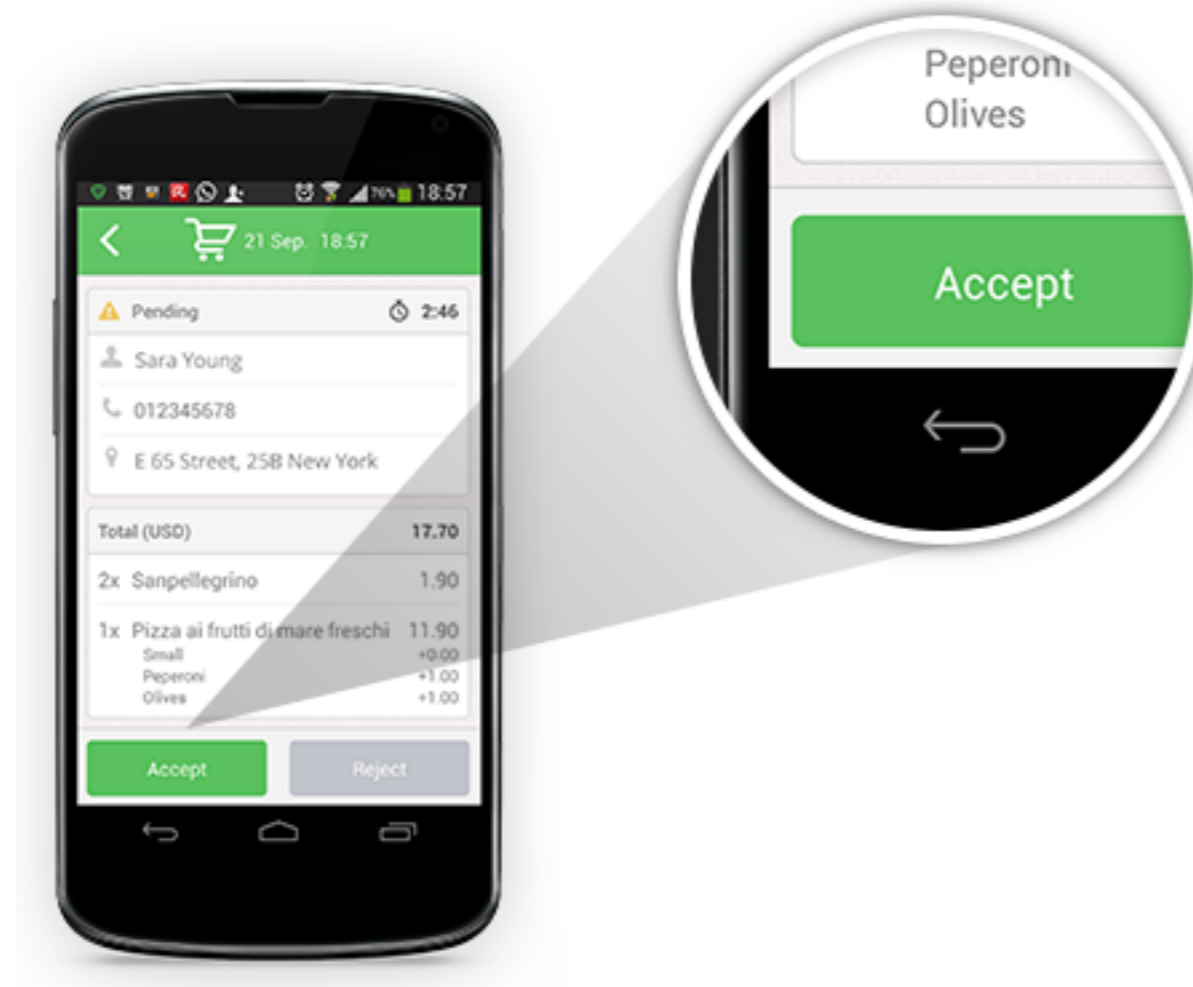 76% 18:57
21 Sep. 18:57
Pending 2:46
Sara Young
012345678
E 65 Street, 25B New York
Total (USD) 17.70
2x Sanpellegrino 1.90
1x Pizza ai frutti di mare freschi 11.90
Small +0.00
Peperoni +1.00
Olives +1.00
Accept Reject
Peperoni
Olives
Accept